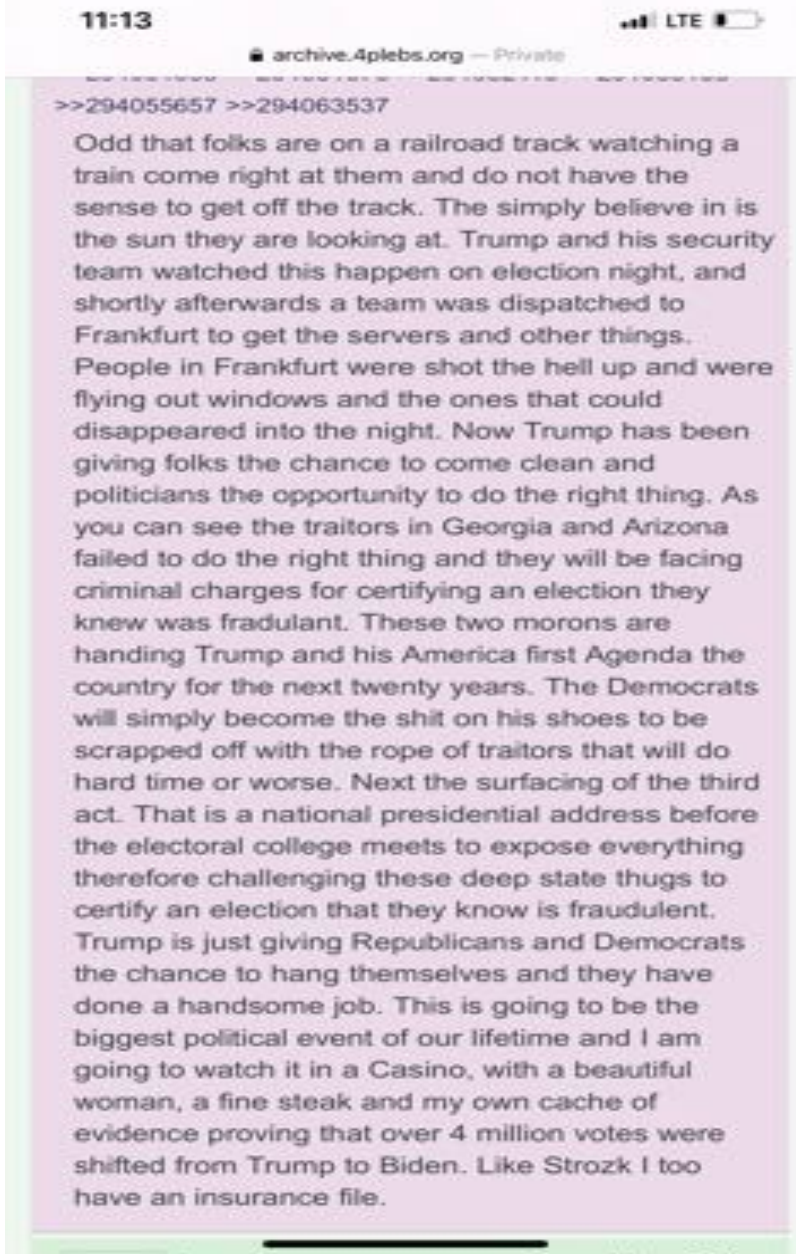 11:13
LTE
archive.4plebs.org — Private
>>294055657 >>294063537
Odd that folks are on a railroad track watching a
train come right at them and do not have the
sense to get off the track. The simply believe in is
the sun they are looking at. Trump and his security
team watched this happen on election night, and
shortly afterwards a team was dispatched to
Frankfurt to get the servers and other things.
People in Frankfurt were shot the hell up and were
flying out windows and the ones that could
disappeared into the night. Now Trump has been
giving folks the chance to come clean and
politicians the opportunity to do the right thing. As
you can see the traitors in Georgia and Arizona
failed to do the right thing and they will be facing
criminal charges for certifying an election they
knew was fradulant. These two morons are
handing Trump and his America first Agenda the
country for the next twenty years. The Democrats
will simply become the shit on his shoes to be
scrapped off with the rope of traitors that will do
hard time or worse. Next the surfacing of the third
act. That is a national presidential address before
the electoral college meets to expose everything
therefore challenging these deep state thugs to
certify an election that they know is fraudulent.
Trump is just giving Republicans and Democrats
the chance to hang themselves and they have
done a handsome job. This is going to be the
biggest political event of our lifetime and I am
going to watch it in a Casino, with a beautiful
woman, a fine steak and my own cache of
evidence proving that over 4 million votes were
shifted from Trump to Biden. Like Strozk I too
have an insurance file.